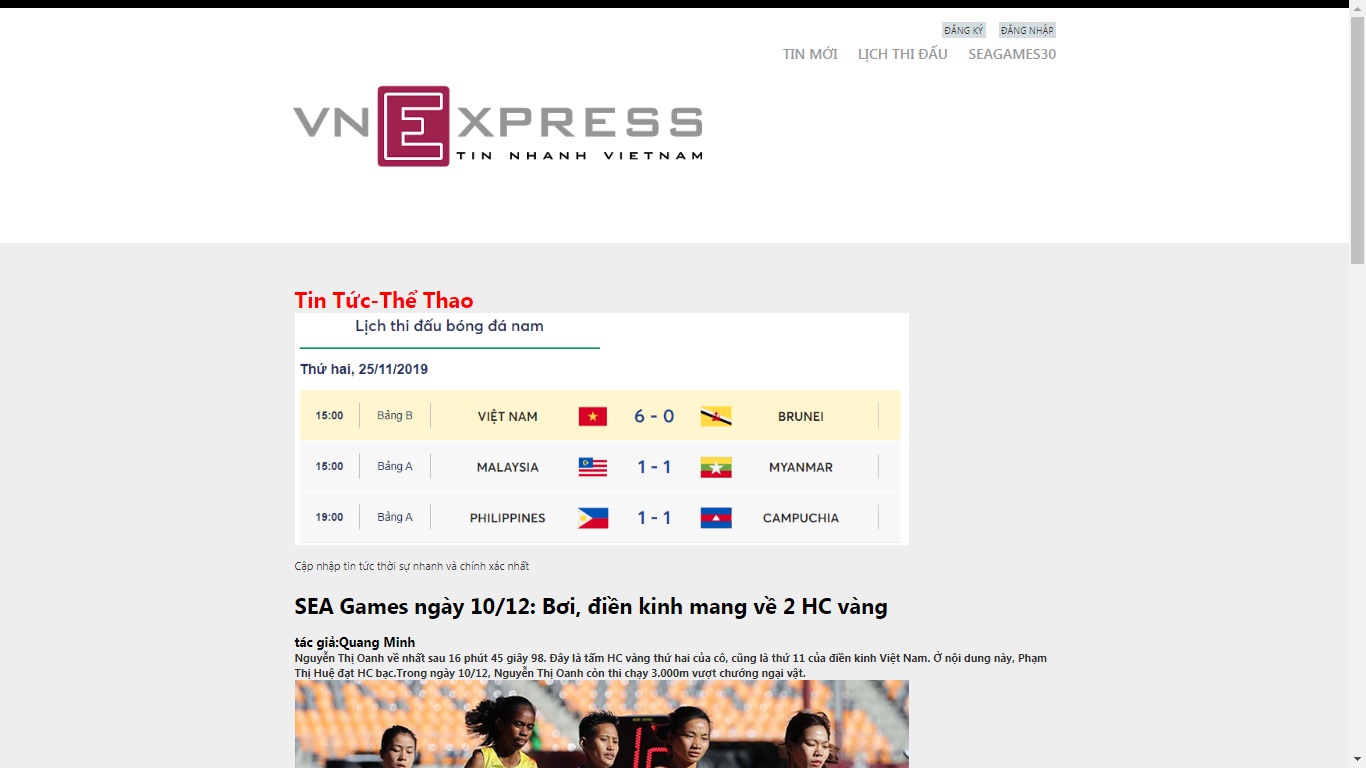 ĐĂNG KÝ ĐĂNG NHẬP
TIN MỚI LỊCH THI ĐẤU SEAGAMES30
VNEXPRESS
TIN NHANH VIETNAM
Tin Tức-Thể Thao
Lịch thi đấu bóng đá nam
Thứ hai, 25/11/2019
15:00 Bảng B VIỆT NAM 6 - 0 BRUNEI
15:00 Bảng A MALAYSIA 1 - 1 MYANMAR
19:00 Bảng A PHILIPPINES 1 - 1 CAMPUCHIA
Cập nhập tin tức thời sự nhanh và chính xác nhất
SEA Games ngày 10/12: Bơi, điền kinh mang về 2 HC vàng
tác giả:Quang Minh
Nguyễn Thị Oanh về nhất sau 16 phút 45 giây 98. Đây là tấm HC vàng thứ hai của cô, cũng là thứ 11 của điền kinh Việt Nam. Ở nội dung này, Phạm
Thị Huệ đạt HC bạc.Trong ngày 10/12, Nguyễn Thị Oanh còn thi chạy 3.000m vượt chướng ngại vật.